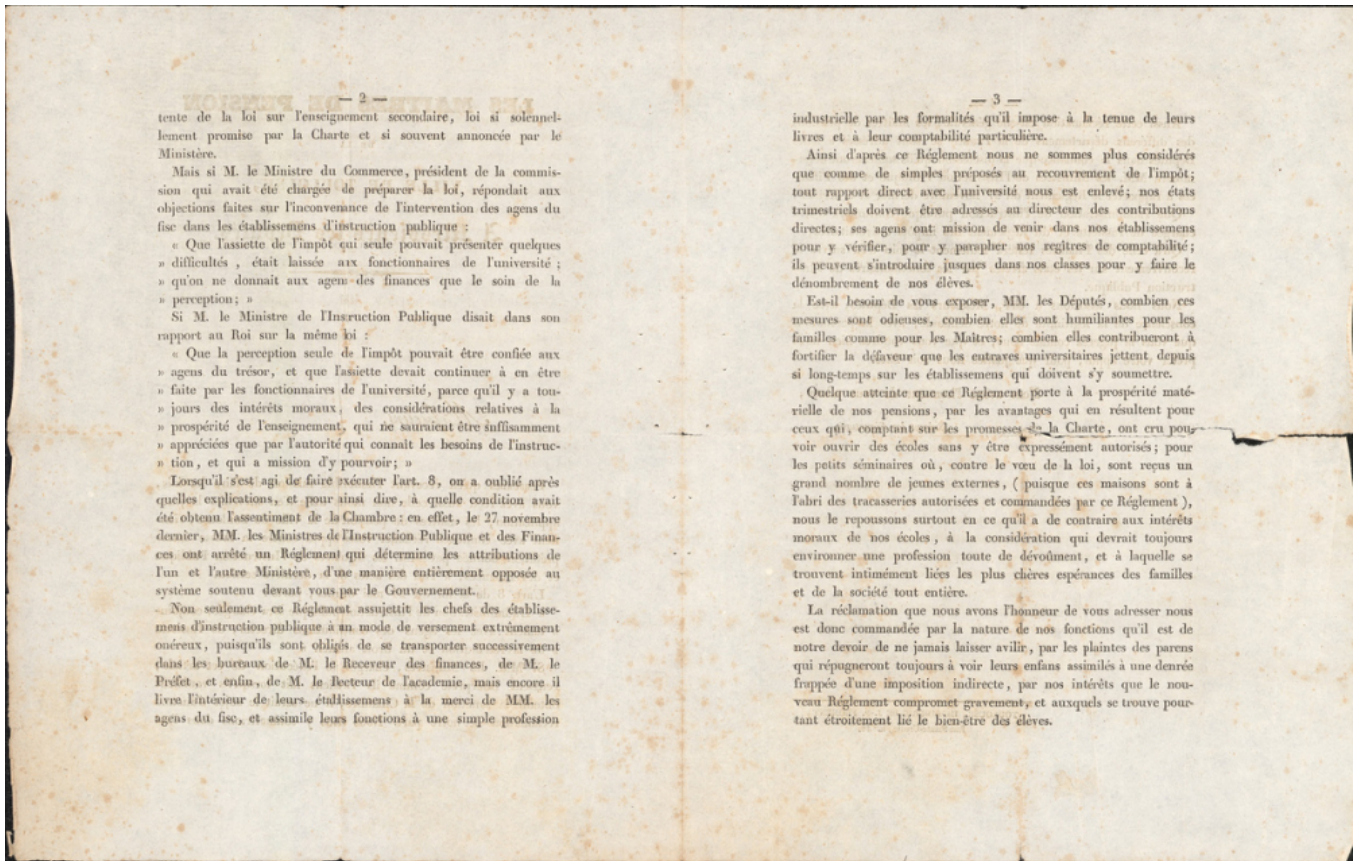 — 2 —
tente de la loi sur l'enseignement secondaire, loi si solennel-
lement promise par la Charte et si souvent annoncée par le
Ministère.
Mais si M. le Ministre du Commerce, président de la commis-
sion qui avait été chargée de préparer la loi, répondait aux
objections faites sur l'inconvenance de l'intervention des agens du
fisc dans les établissemens d'instruction publique :
« Que l'assiette de l'impôt qui seule pouvait présenter quelques
» difficultés , était laissée aux fonctionnaires de l'université ;
» qu'on ne donnait aux agens des finances que le soin de la
» perception; »
Si M. le Ministre de l'Instruction Publique disait dans son
rapport au Roi sur la même loi :
« Que la perception seule de l'impôt pouvait être confiée aux
» agens du trésor, et que l'assiette devait continuer à en être
» faite par les fonctionnaires de l'université, parce qu'il y a tou-
» jours des intérêts moraux, des considérations relatives à la
» prospérité de l'enseignement, qui ne sauraient être suffisamment
» appréciées que par l'autorité qui connaît les besoins de l'instruc-
» tion, et qui a mission d'y pourvoir; »
Lorsqu'il s'est agi de faire exécuter l'art. 8, on a oublié après
quelles explications, et pour ainsi dire, à quelle condition avait
été obtenu l'assentiment de la Chambre : en effet, le 27 novembre
dernier, MM. les Ministres de l'Instruction Publique et des Finan-
ces ont arrêté un Réglement qui détermine les attributions de
l'un et l'autre Ministère, d'une manière entièrement opposée au
système soutenu devant vous par le Gouvernement.
Non seulement ce Réglement assujettit les chefs des établisse-
mens d'instruction publique à un mode de versement extrêmement
onéreux, puisqu'ils sont obligés de se transporter successivement
dans les bureaux de M. le Receveur des finances, de M. le
Préfet, et enfin, de M. le Recteur de l'academie, mais encore il
livre l'intérieur de leurs établissemens à la merci de MM. les
agens du fisc, et assimile leurs fonctions à une simple profession
— 3 —
industrielle par les formalités qu'il impose à la tenue de leurs
livres et à leur comptabilité particulière.
Ainsi d'après ce Réglement nous ne sommes plus considérés
que comme de simples préposés au recouvrement de l'impôt;
tout rapport direct avec l'université nous est enlevé; nos états
trimestriels doivent être adressés au directeur des contributions
directes; ses agens ont mission de venir dans nos établissemens
pour y vérifier, pour y parapher nos regîtres de comptabilité;
ils peuvent s'introduire jusques dans nos classes pour y faire le
dénombrement de nos élèves.
Est-il besoin de vous exposer, MM. les Députés, combien ces
mesures sont odieuses, combien elles sont humiliantes pour les
familles comme pour les Maîtres; combien elles contribueront à
fortifier la défaveur que les entraves universitaires jettent depuis
si long-temps sur les établissemens qui doivent s'y soumettre.
Quelque atteinte que ce Réglement porte à la prospérité maté-
rielle de nos pensions, par les avantages qui en résultent pour
ceux qui, comptant sur les promesses de la Charte, ont cru pou-
voir ouvrir des écoles sans y être expressément autorisés; pour
les petits séminaires où, contre le vœu de la loi, sont reçus un
grand nombre de jeunes externes, ( puisque ces maisons sont à
l'abri des tracasseries autorisées et commandées par ce Réglement ),
nous le repoussons surtout en ce qu'il a de contraire aux intérêts
moraux de nos écoles, à la considération qui devrait toujours
environner une profession toute de dévoûment, et à laquelle se
trouvent intimément liées les plus chères espérances des familles
et de la société tout entière.
La réclamation que nous avons l'honneur de vous adresser nous
est donc commandée par la nature de nos fonctions qu'il est de
notre devoir de ne jamais laisser avilir, par les plaintes des parens
qui répugneront toujours à voir leurs enfans assimilés à une denrée
frappée d'une imposition indirecte, par nos intérêts que le nou-
veau Réglement compromet gravement, et auxquels se trouve pour-
tant étroitement lié le bien-être des élèves.